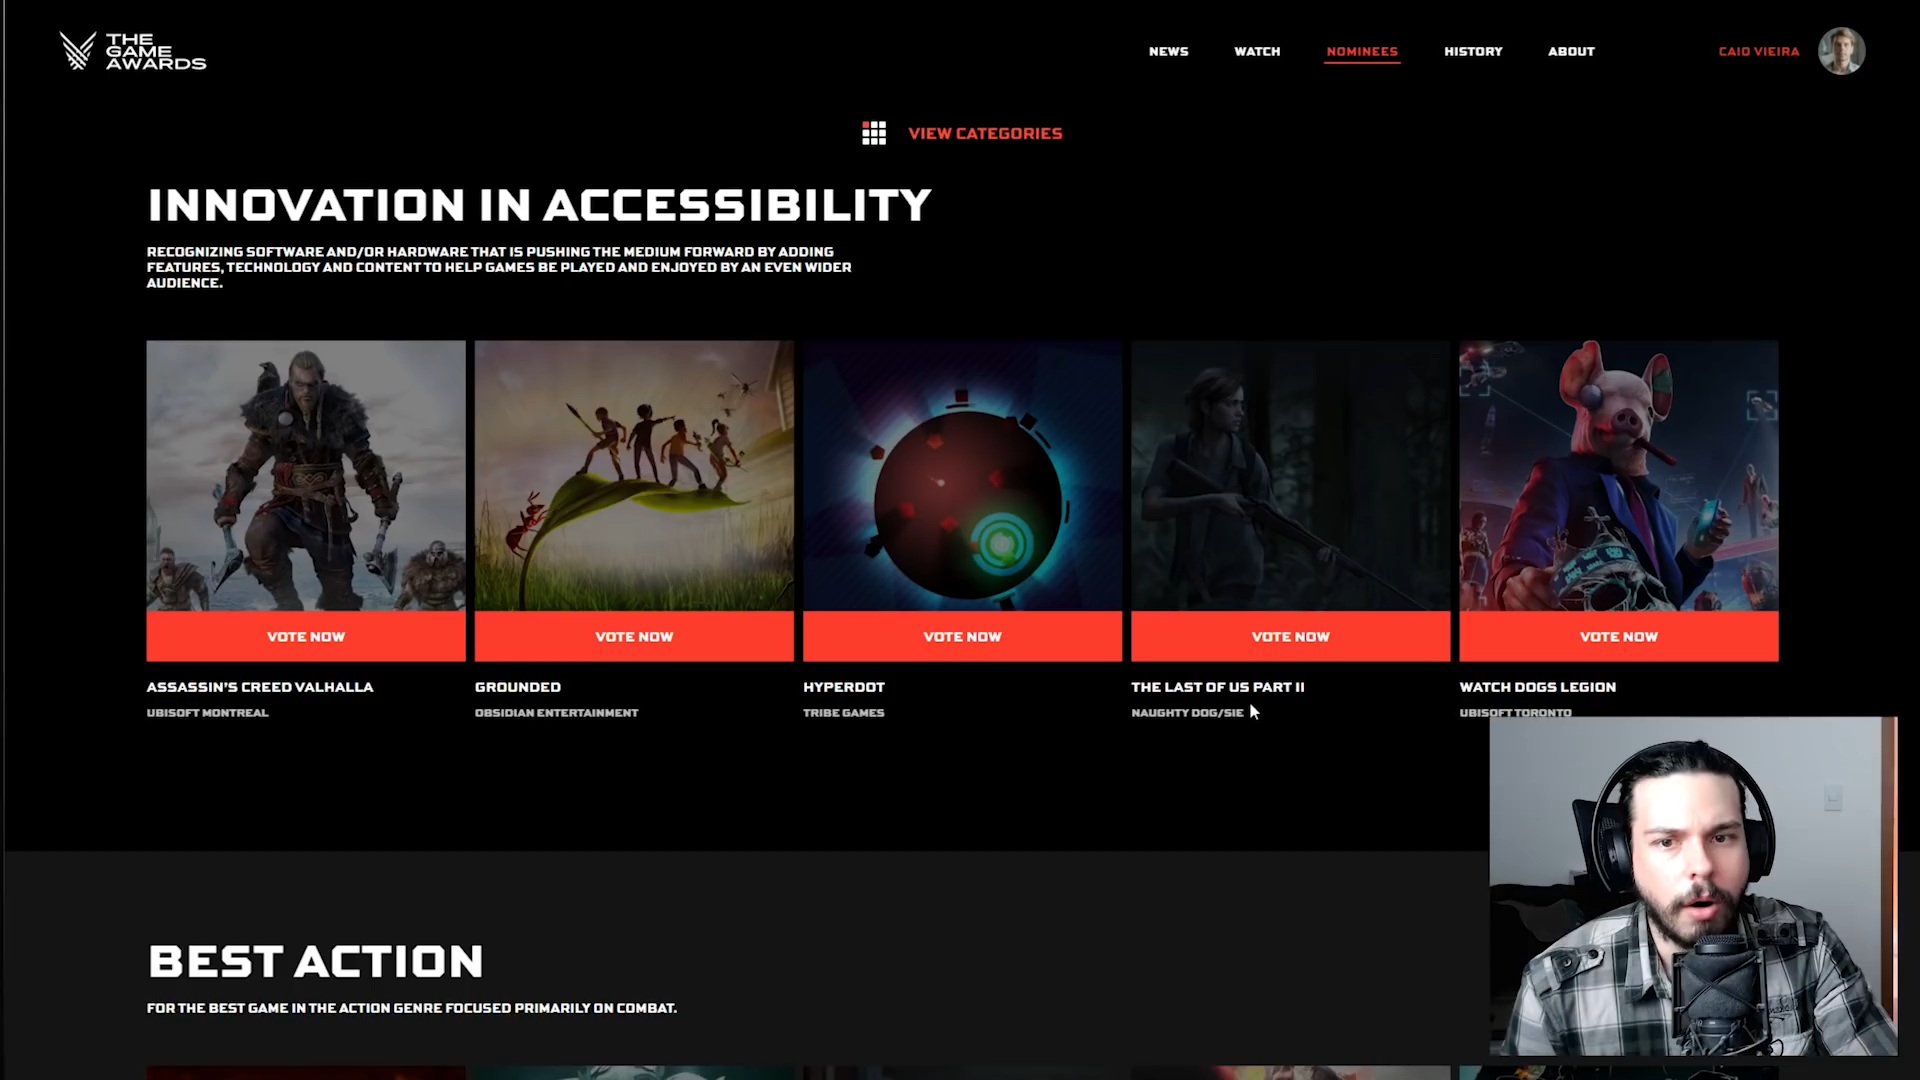 THE
GAME
AWARDS
NEWS
WATCH
NOMINEES
HISTORY
ABOUT
CAIO VIEIRA
VIEW CATEGORIES
INNOVATION IN ACCESSIBILITY
RECOGNIZING SOFTWARE AND/OR HARDWARE THAT IS PUSHING THE MEDIUM FORWARD BY ADDING
FEATURES, TECHNOLOGY AND CONTENT TO HELP GAMES BE PLAYED AND ENJOYED BY AN EVEN WIDER
AUDIENCE.
VOTE NOW
VOTE NOW
VOTE NOW
VOTE NOW
VOTE NOW
ASSASSIN'S CREED VALHALLA
GROUNDED
HYPERDOT
THE LAST OF US PART II
WATCH DOGS LEGION
UBISOFT MONTREAL
OBSIDIAN ENTERTAINMENT
TRIBE GAMES
NAUGHTY DOG/SIE
UBISOFT TORONTO
BEST ACTION
FOR THE BEST GAME IN THE ACTION GENRE FOCUSED PRIMARILY ON COMBAT.